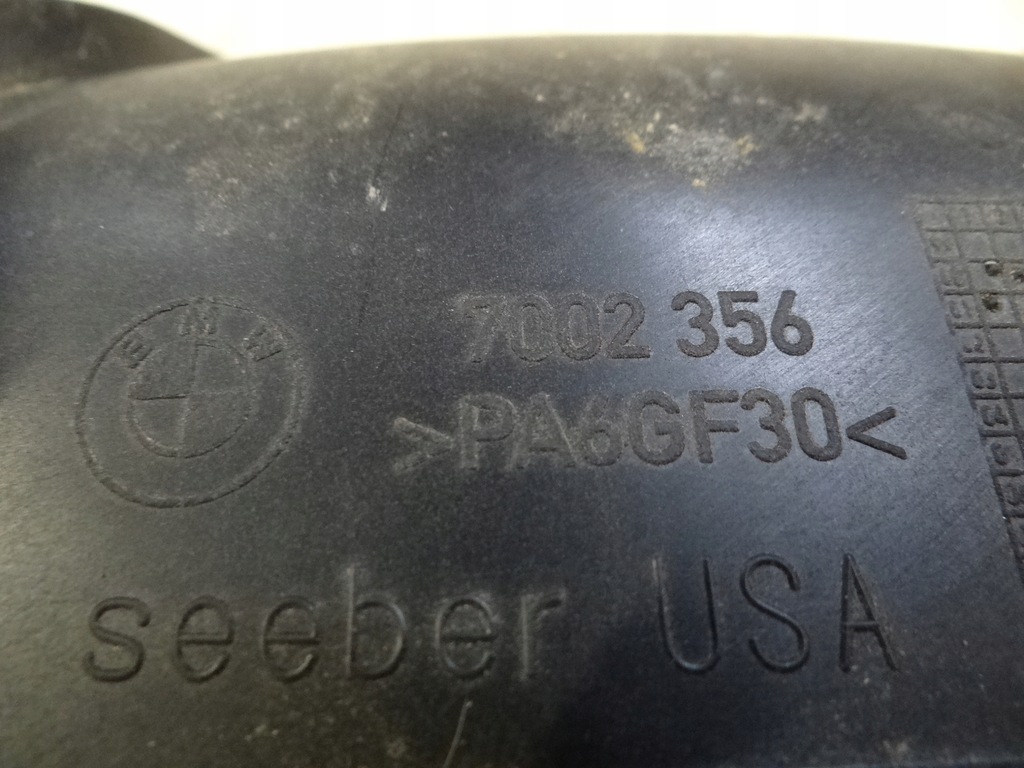 BMW
7002 356
>PA6GF30<
seeber USA